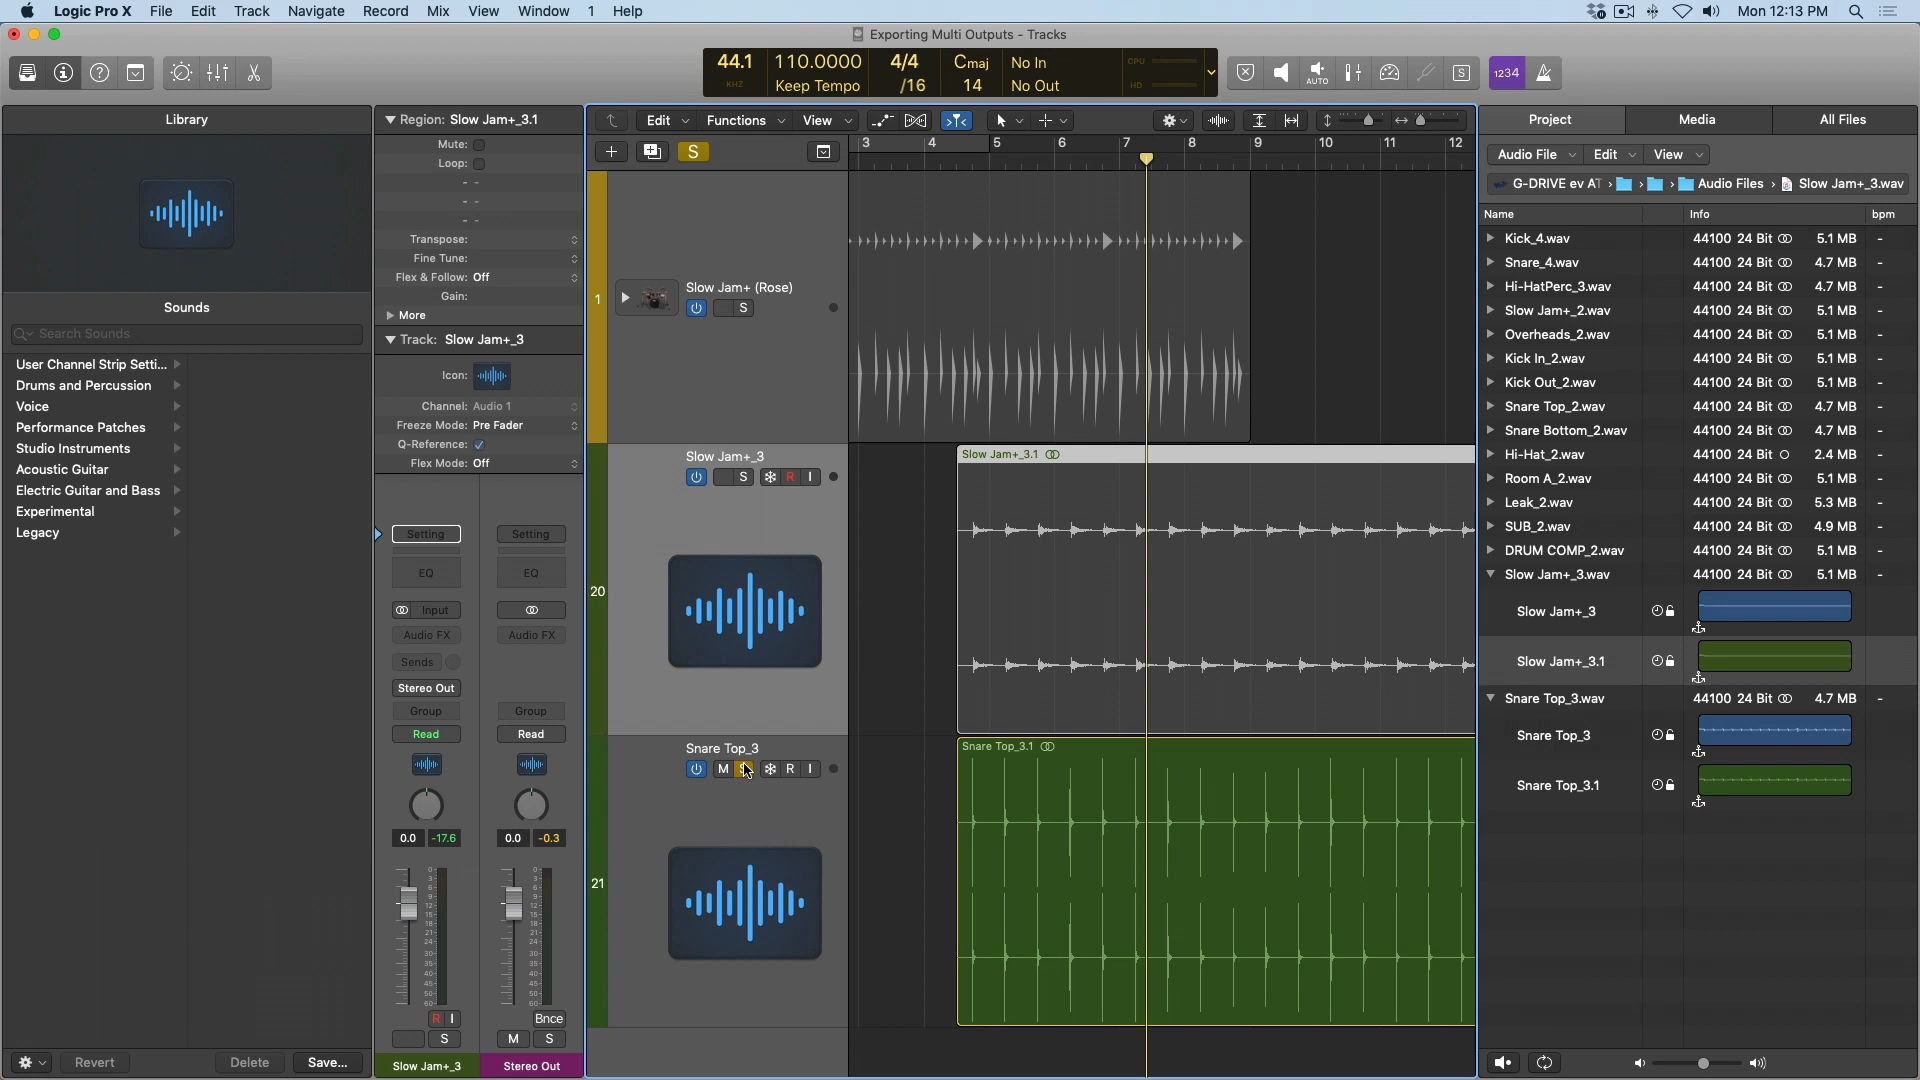 Logic Pro X File Edit Track Navigate Record Mix View Window 1 Help
Mon 12:13 PM
Exporting Multi Outputs - Tracks
44.1 110.0000 4/4 Cmaj No In CPU
KHZ Keep Tempo /16 14 No Out HD
AUTO
S
1234
Library
Sounds
Search Sounds
User Channel Strip Setti...
Drums and Percussion
Voice
Performance Patches
Studio Instruments
Acoustic Guitar
Electric Guitar and Bass
Experimental
Legacy
Revert Delete Save...
Region: Slow Jam+_3.1
Mute:
Loop:
Transpose:
Fine Tune:
Flex & Follow: Off
Gain:
More
Track: Slow Jam+_3
Icon:
Channel: Audio 1
Freeze Mode: Pre Fader
Q-Reference:
Flex Mode: Off
Setting Setting
EQ EQ
Input
Audio FX Audio FX
Sends
Stereo Out
Group Group
Read Read
0.0 -17.6 0.0 -0.3
R I Bnce
S M S
Slow Jam+_3 Stereo Out
Edit Functions View
S
3 4 5 6 7 8 9 10 11 12
1
Slow Jam+ (Rose)
S
20
Slow Jam+_3
S R I
Slow Jam+_3.1
21
Snare Top_3
M S R I
Snare Top_3.1
Project Media All Files
Audio File Edit View
G-DRIVE ev AT Audio Files Slow Jam+_3.wav
Name Info bpm
Kick_4.wav 44100 24 Bit 5.1 MB -
Snare_4.wav 44100 24 Bit 4.7 MB -
Hi-HatPerc_3.wav 44100 24 Bit 5.1 MB -
Slow Jam+_2.wav 44100 24 Bit 5.1 MB -
Overheads_2.wav 44100 24 Bit 5.1 MB -
Kick In_2.wav 44100 24 Bit 5.1 MB -
Kick Out_2.wav 44100 24 Bit 5.1 MB -
Snare Top_2.wav 44100 24 Bit 4.7 MB -
Snare Bottom_2.wav 44100 24 Bit 4.7 MB -
Hi-Hat_2.wav 44100 24 Bit 2.4 MB -
Room A_2.wav 44100 24 Bit 5.1 MB -
Leak_2.wav 44100 24 Bit 5.3 MB -
SUB_2.wav 44100 24 Bit 4.9 MB -
DRUM COMP_2.wav 44100 24 Bit 5.1 MB -
Slow Jam+_3.wav 44100 24 Bit 5.1 MB -
Slow Jam+_3
Slow Jam+_3.1
Snare Top_3.wav 44100 24 Bit 4.7 MB -
Snare Top_3
Snare Top_3.1